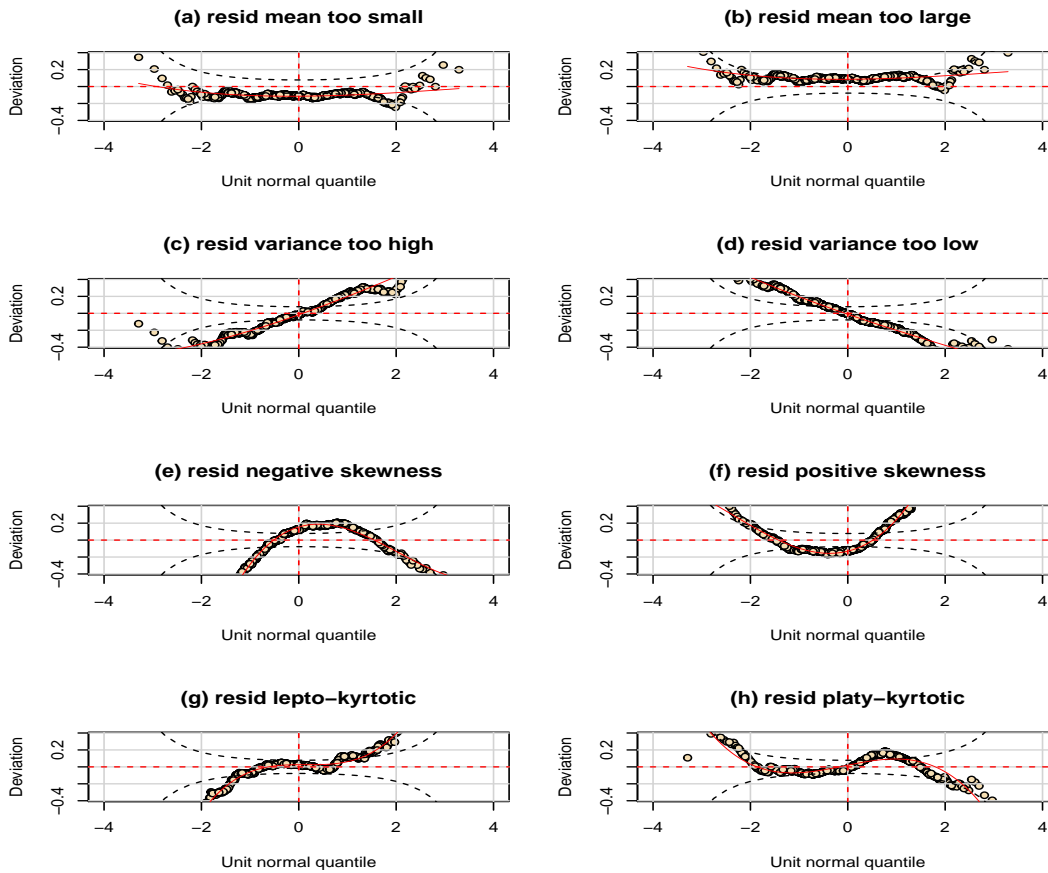 (a) resid mean too small
Deviation
−0.4 0.2
−4 −2 0 2 4
Unit normal quantile
(b) resid mean too large
Deviation
−0.4 0.2
−4 −2 0 2 4
Unit normal quantile
(c) resid variance too high
Deviation
−0.4 0.2
−4 −2 0 2 4
Unit normal quantile
(d) resid variance too low
Deviation
−0.4 0.2
−4 −2 0 2 4
Unit normal quantile
(e) resid negative skewness
Deviation
−0.4 0.2
−4 −2 0 2 4
Unit normal quantile
(f) resid positive skewness
Deviation
−0.4 0.2
−4 −2 0 2 4
Unit normal quantile
(g) resid lepto−kyrtotic
Deviation
−0.4 0.2
−4 −2 0 2 4
Unit normal quantile
(h) resid platy−kyrtotic
Deviation
−0.4 0.2
−4 −2 0 2 4
Unit normal quantile